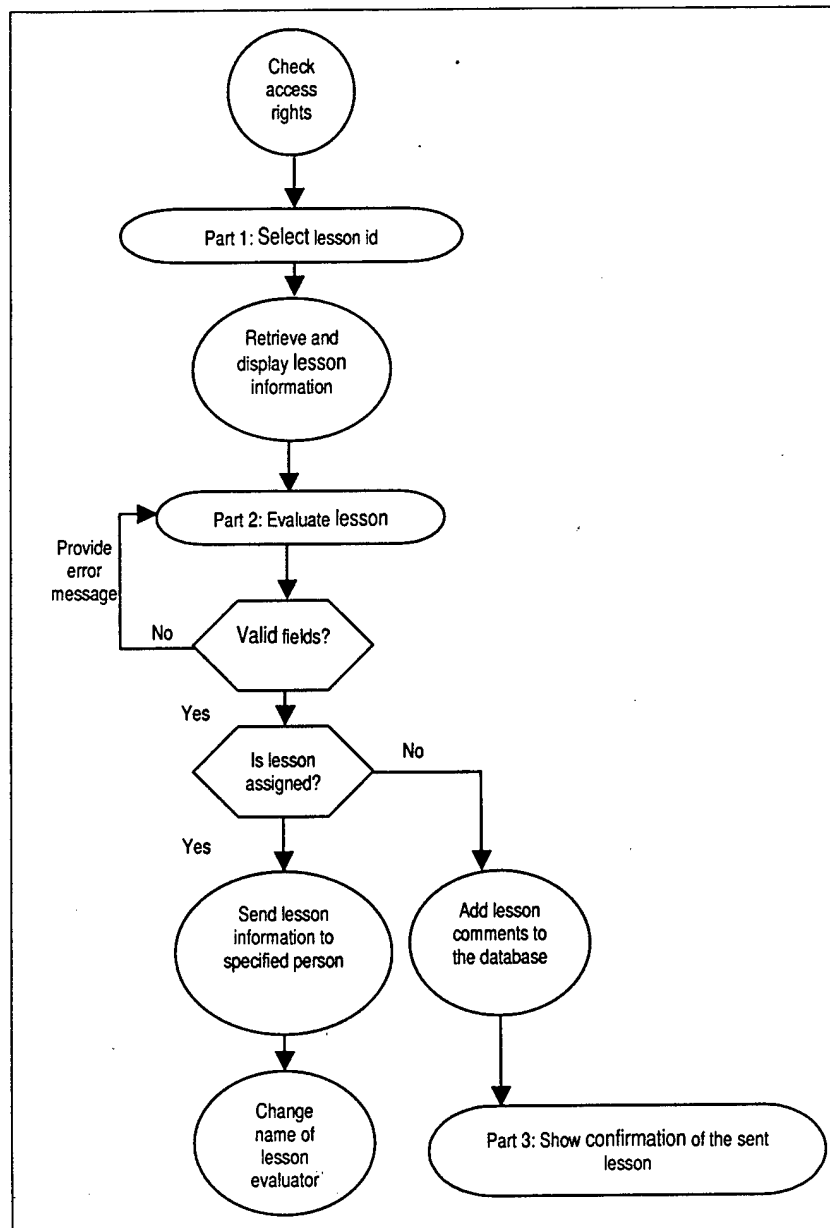 Check
access
rights
Part 1: Select lesson id
Retrieve and
display lesson
information
Part 2: Evaluate lesson
Provide
error
message
No
Valid fields?
Yes
Is lesson
assigned?
No
Yes
Send lesson
information to
specified person
Add lesson
comments to
the database
Change
name of
lesson
evaluator
Part 3: Show confirmation of the sent
lesson